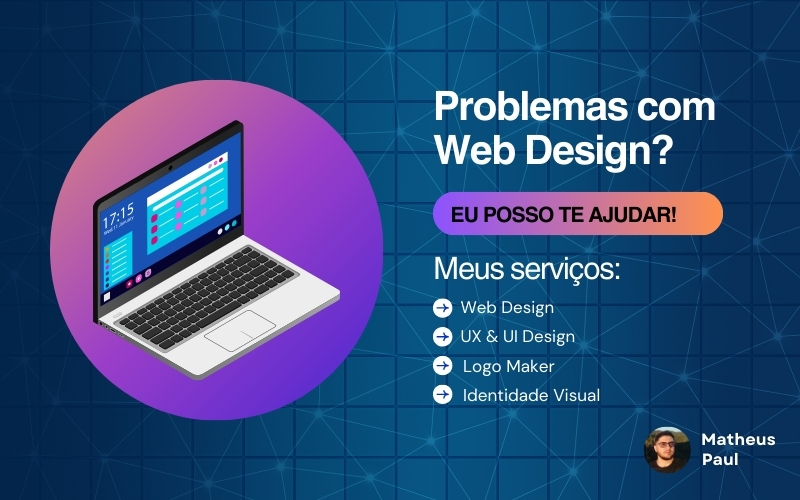 Problemas com
Web Design?
EU POSSO TE AJUDAR!
Meus serviços:
Web Design
UX & UI Design
Logo Maker
Identidade Visual
Matheus
Paul
17:15